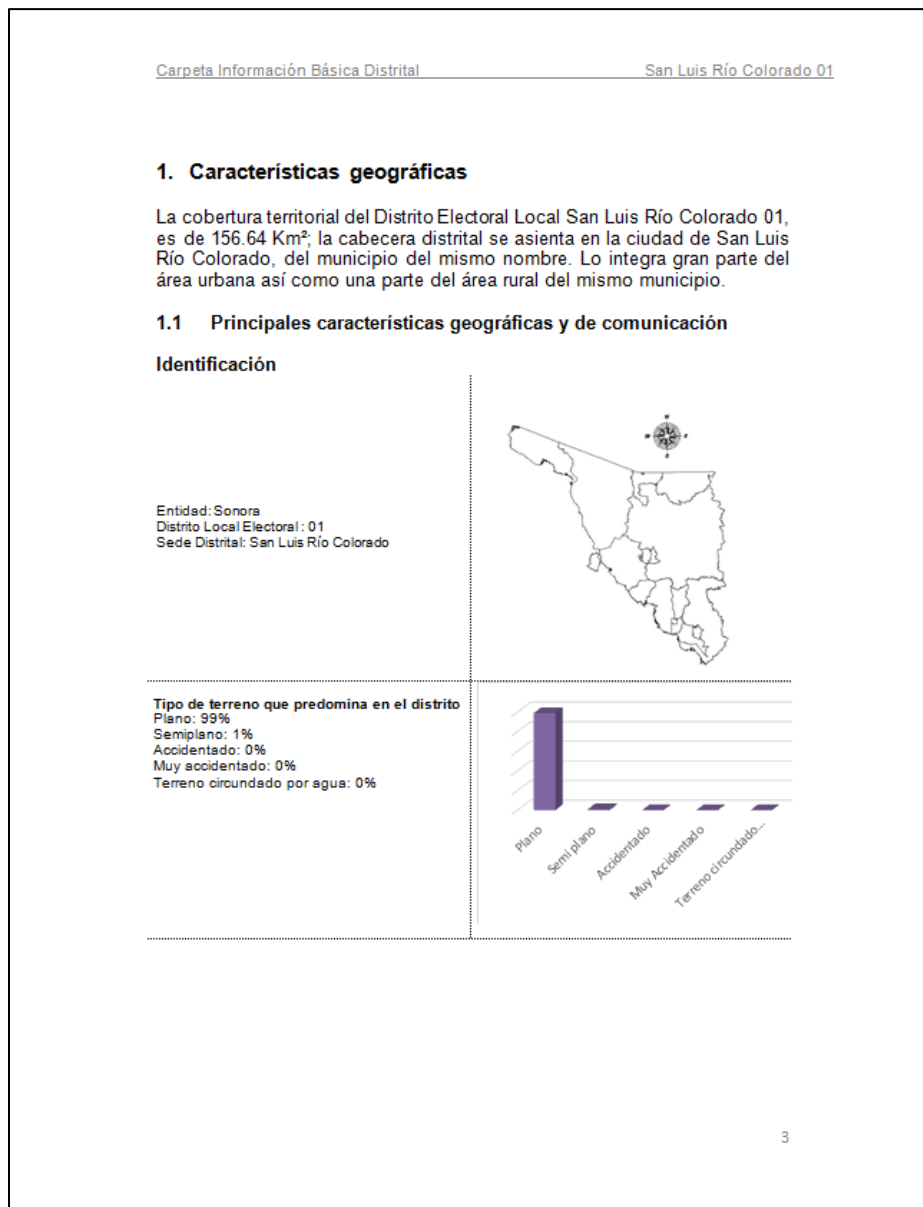 Carpeta Información Básica Distrital San Luis Río Colorado 01
1. Características geográficas
La cobertura territorial del Distrito Electoral Local San Luis Río Colorado 01,
es de 156.64 Km²; la cabecera distrital se asienta en la ciudad de San Luis
Río Colorado, del municipio del mismo nombre. Lo integra gran parte del
área urbana así como una parte del área rural del mismo municipio.
1.1 Principales características geográficas y de comunicación
Identificación
Entidad: Sonora
Distrito Local Electoral : 01
Sede Distrital: San Luis Río Colorado
Tipo de terreno que predomina en el distrito
Plano: 99%
Semiplano: 1%
Accidentado: 0%
Muy accidentado: 0%
Terreno circundado por agua: 0%
Plano
Semi plano
Accidentado
Muy Accidentado
Terreno circundado...
3